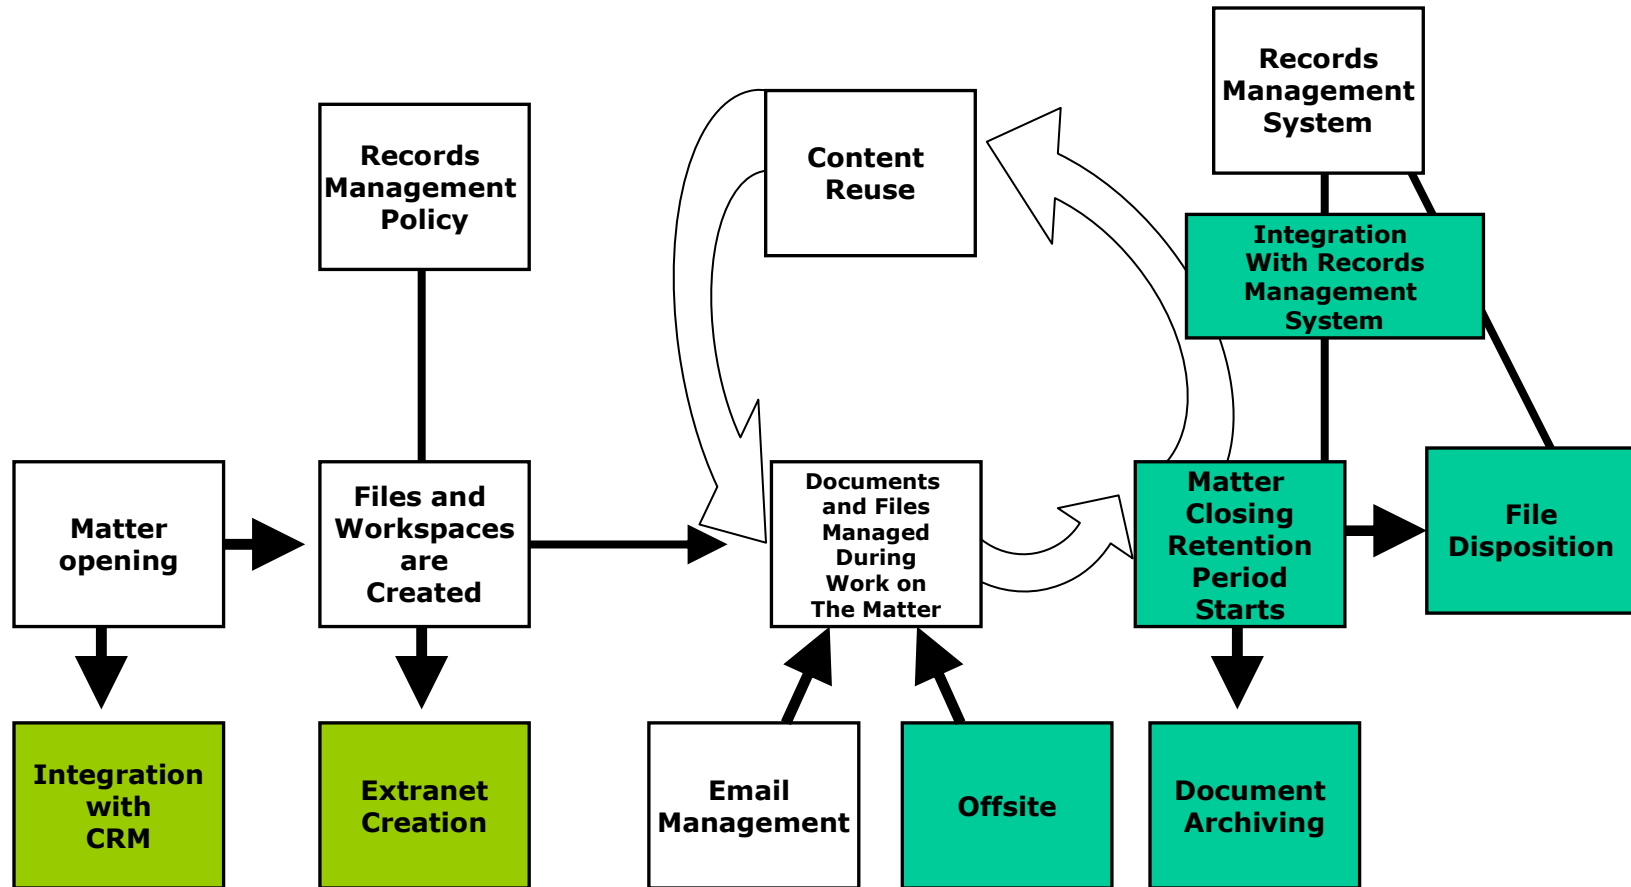 Records
Management
System
Records
Management
Policy
Content
Reuse
Integration
With Records
Management
System
Matter
opening
Files and
Workspaces
are
Created
Documents
and Files
Managed
During
Work on
The Matter
Matter
Closing
Retention
Period
Starts
File
Disposition
Integration
with
CRM
Extranet
Creation
Email
Management
Offsite
Document
Archiving